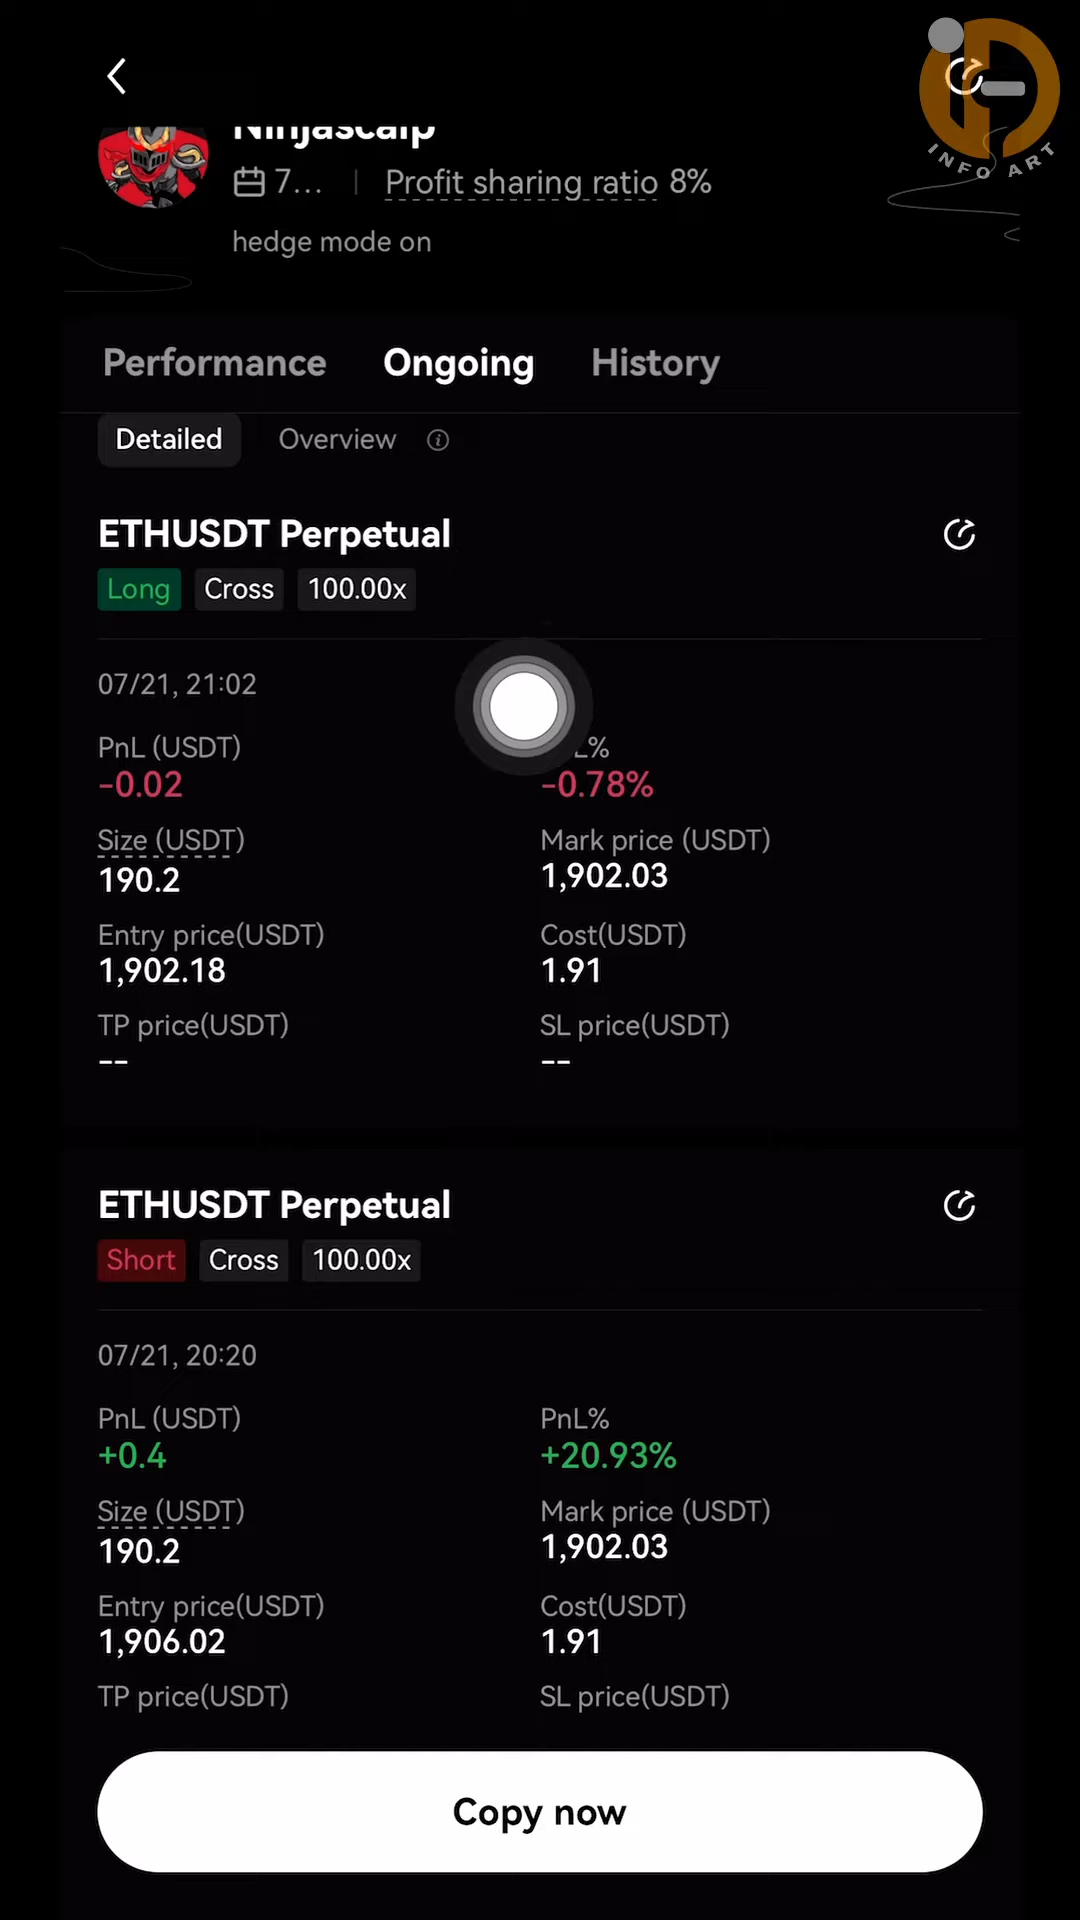 Ninjascalp
7... | Profit sharing ratio 8%
hedge mode on
INFO ART
Performance Ongoing History
Detailed Overview
ETHUSDT Perpetual
Long Cross 100.00x
07/21, 21:02
PnL (USDT) L%
-0.02 -0.78%
Size (USDT) Mark price (USDT)
190.2 1,902.03
Entry price(USDT) Cost(USDT)
1,902.18 1.91
TP price(USDT) SL price(USDT)
-- --
ETHUSDT Perpetual
Short Cross 100.00x
07/21, 20:20
PnL (USDT) PnL%
+0.4 +20.93%
Size (USDT) Mark price (USDT)
190.2 1,902.03
Entry price(USDT) Cost(USDT)
1,906.02 1.91
TP price(USDT) SL price(USDT)
Copy now